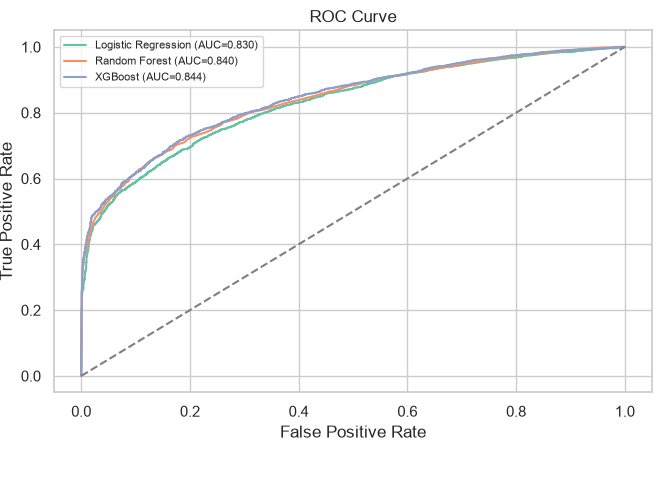 ROC Curve
Logistic Regression (AUC=0.830)
Random Forest (AUC=0.840)
XGBoost (AUC=0.844)
True Positive Rate
1.0
0.8
0.6
0.4
0.2
0.0
0.0 0.2 0.4 0.6 0.8 1.0
False Positive Rate